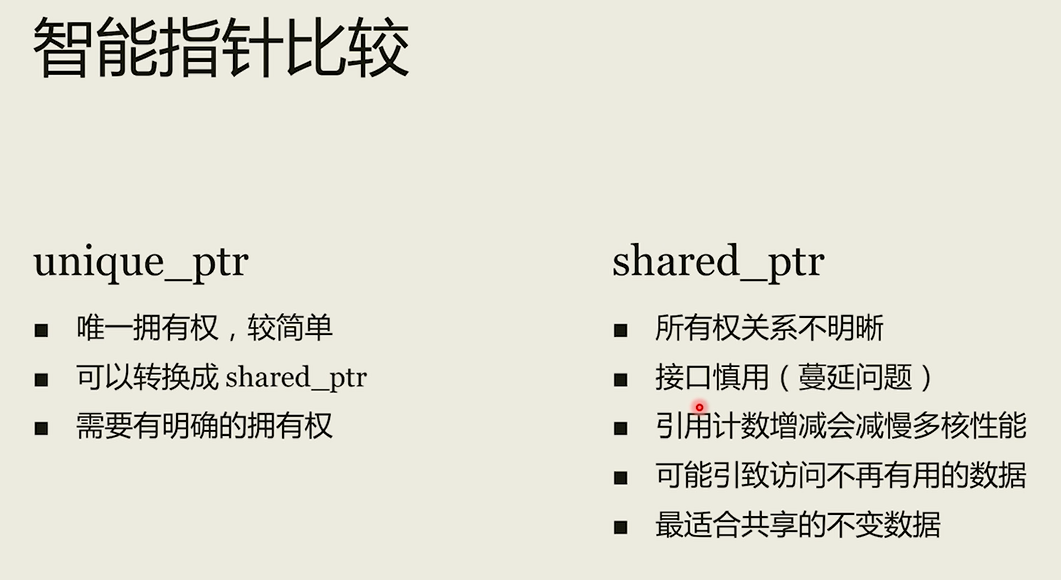 智能指针比较
unique_ptr
■ 唯一拥有权，较简单
■ 可以转换成 shared_ptr
■ 需要有明确的拥有权
shared_ptr
■ 所有权关系不明晰
■ 接口慎用（蔓延问题）
■ 引用计数增减会减慢多核性能
■ 可能引致访问不再有用的数据
■ 最适合共享的不变数据